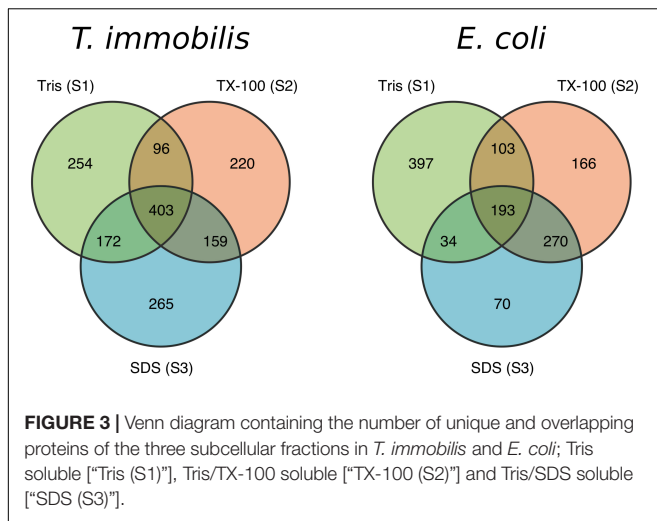 T. immobilis
E. coli
Tris (S1)
TX-100 (S2)
254
96
220
403
172
159
265
SDS (S3)
Tris (S1)
TX-100 (S2)
397
103
166
193
34
270
70
SDS (S3)
FIGURE 3 | Venn diagram containing the number of unique and overlapping
proteins of the three subcellular fractions in T. immobilis and E. coli; Tris
soluble ["Tris (S1)"], Tris/TX-100 soluble ["TX-100 (S2)"] and Tris/SDS soluble
["SDS (S3)"].